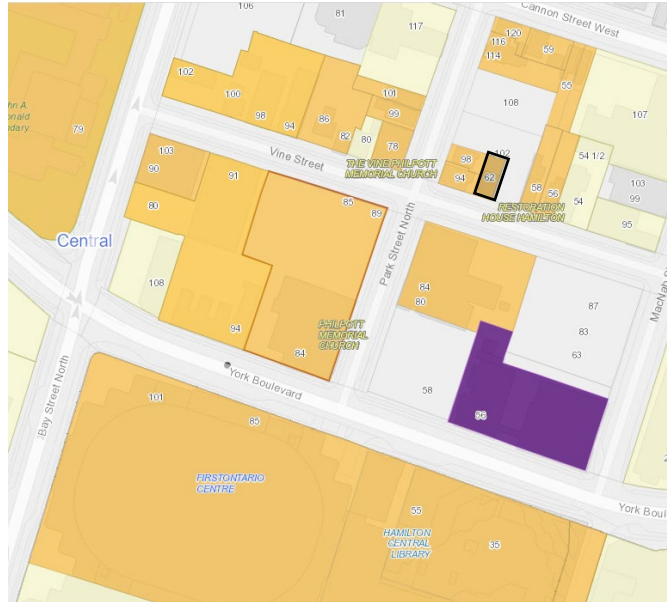 Cannon Street West
106
81
117
120
116
114
59
55
107
102
100
98
94
86
82
80
78
101
99
108
102
98
94
62
58
56
54
54 1/2
103
99
95
79
Vine Street
THE VINE PHILPOTT
MEMORIAL CHURCH
RESTORATION
HOUSE HAMILTON
103
90
91
80
85
89
Central
Park Street North
84
80
87
83
63
108
94
84
PHILPOTT
MEMORIAL
CHURCH
58
56
Bay Street North
York Boulevard
101
85
FIRSTONTARIO
CENTRE
55
35
HAMILTON
CENTRAL
LIBRARY